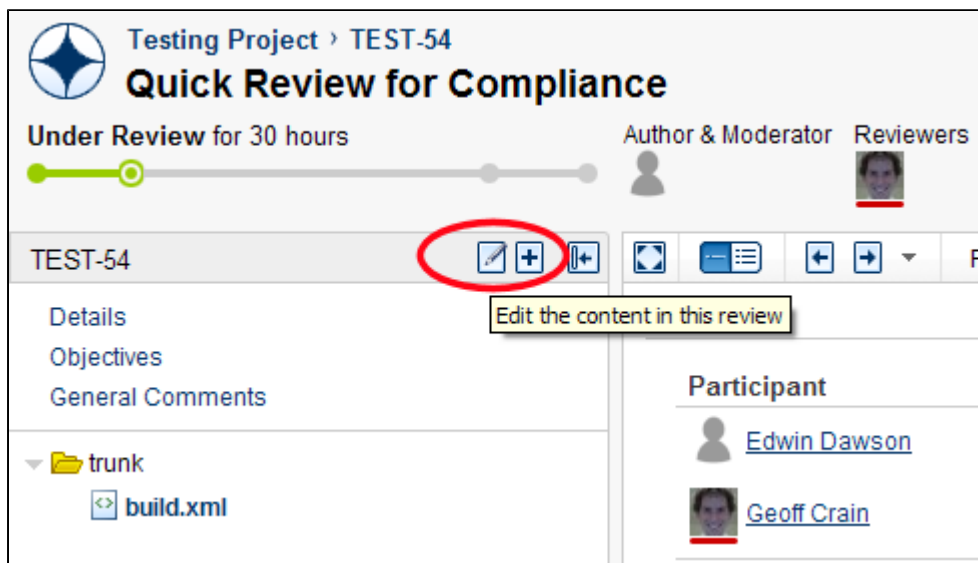 Testing Project › TEST-54
Quick Review for Compliance
Under Review for 30 hours
Author & Moderator Reviewers
TEST-54
Edit the content in this review
Details
Objectives
General Comments
trunk
build.xml
Participant
Edwin Dawson
Geoff Crain